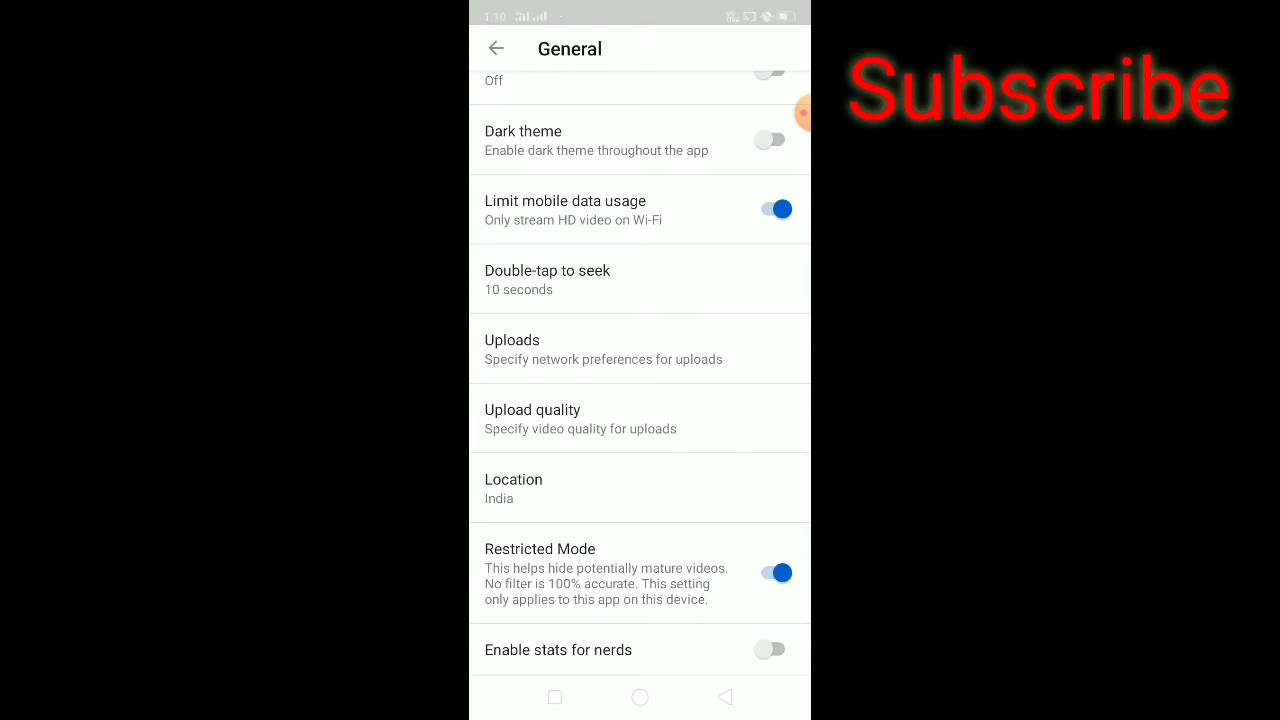 1:10
General
Subscribe
Off
Dark theme
Enable dark theme throughout the app
Limit mobile data usage
Only stream HD video on Wi-Fi
Double-tap to seek
10 seconds
Uploads
Specify network preferences for uploads
Upload quality
Specify video quality for uploads
Location
India
Restricted Mode
This helps hide potentially mature videos.
No filter is 100% accurate. This setting
only applies to this app on this device.
Enable stats for nerds